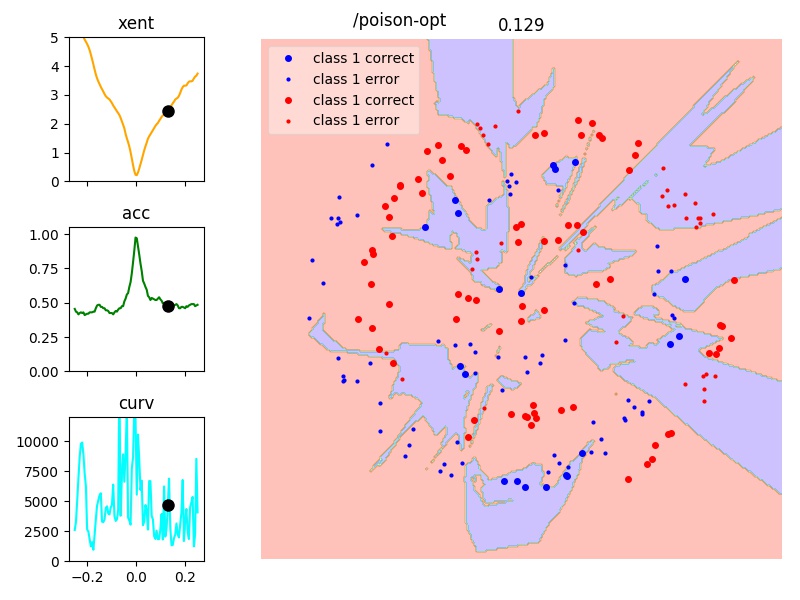 /poison-opt
0.129
xent
5
4
3
2
1
0
acc
1.00
0.75
0.50
0.25
0.00
curv
10000
7500
5000
2500
0
−0.2 0.0 0.2
class 1 correct
class 1 error
class 1 correct
class 1 error